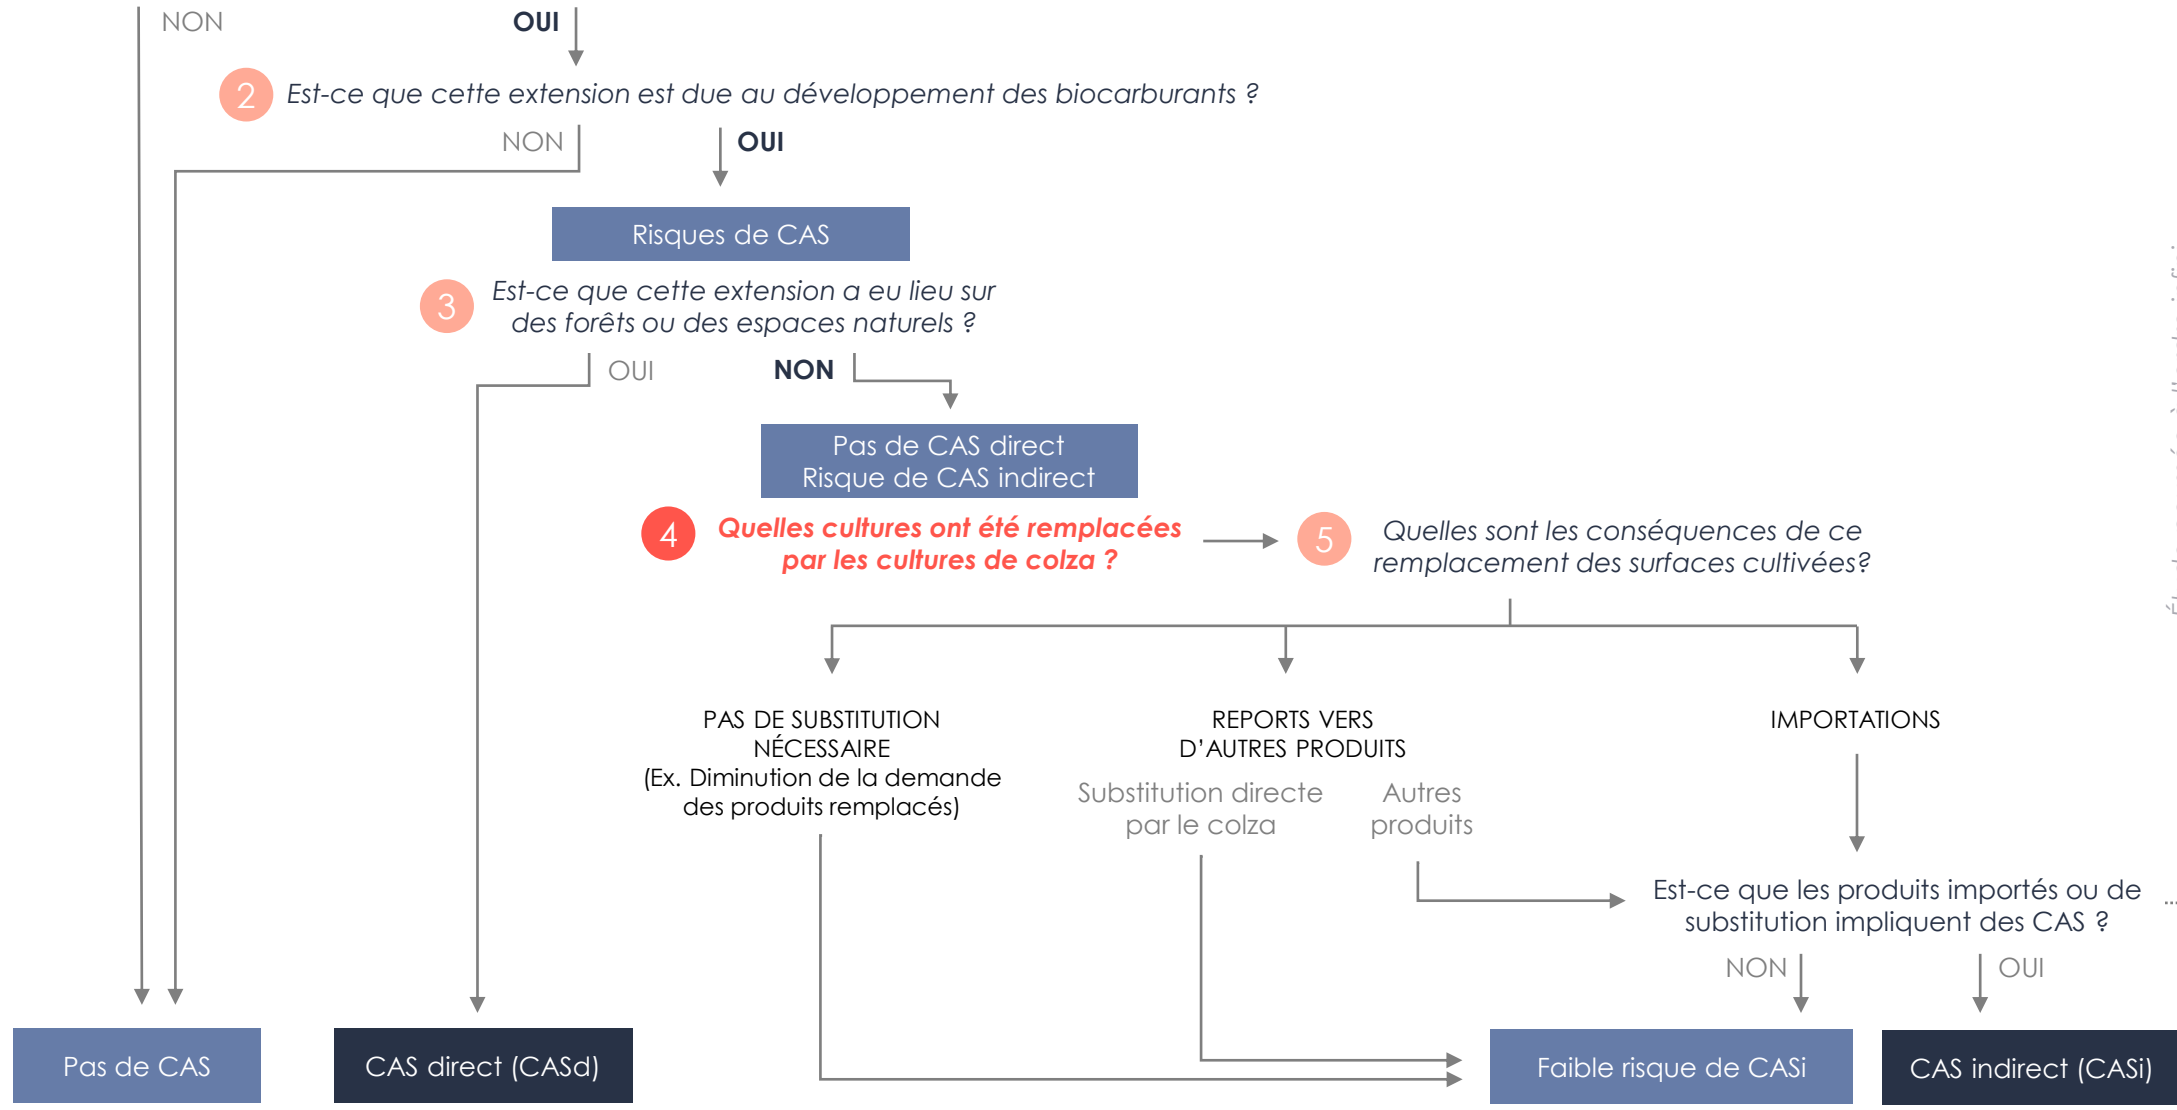 NON
OUI
2
Est-ce que cette extension est due au développement des biocarburants ?
NON
OUI
Risques de CAS
3
Est-ce que cette extension a eu lieu sur
des forêts ou des espaces naturels ?
OUI
NON
Pas de CAS direct
Risque de CAS indirect
4
Quelles cultures ont été remplacées
par les cultures de colza ?
5
Quelles sont les conséquences de ce
remplacement des surfaces cultivées?
PAS DE SUBSTITUTION
NÉCESSAIRE
(Ex. Diminution de la demande
des produits remplacés)
REPORTS VERS
D'AUTRES PRODUITS
Substitution directe
par le colza
Autres
produits
IMPORTATIONS
Est-ce que les produits importés ou de
substitution impliquent des CAS ?
NON
OUI
Pas de CAS
CAS direct (CASd)
Faible risque de CASi
CAS indirect (CASi)